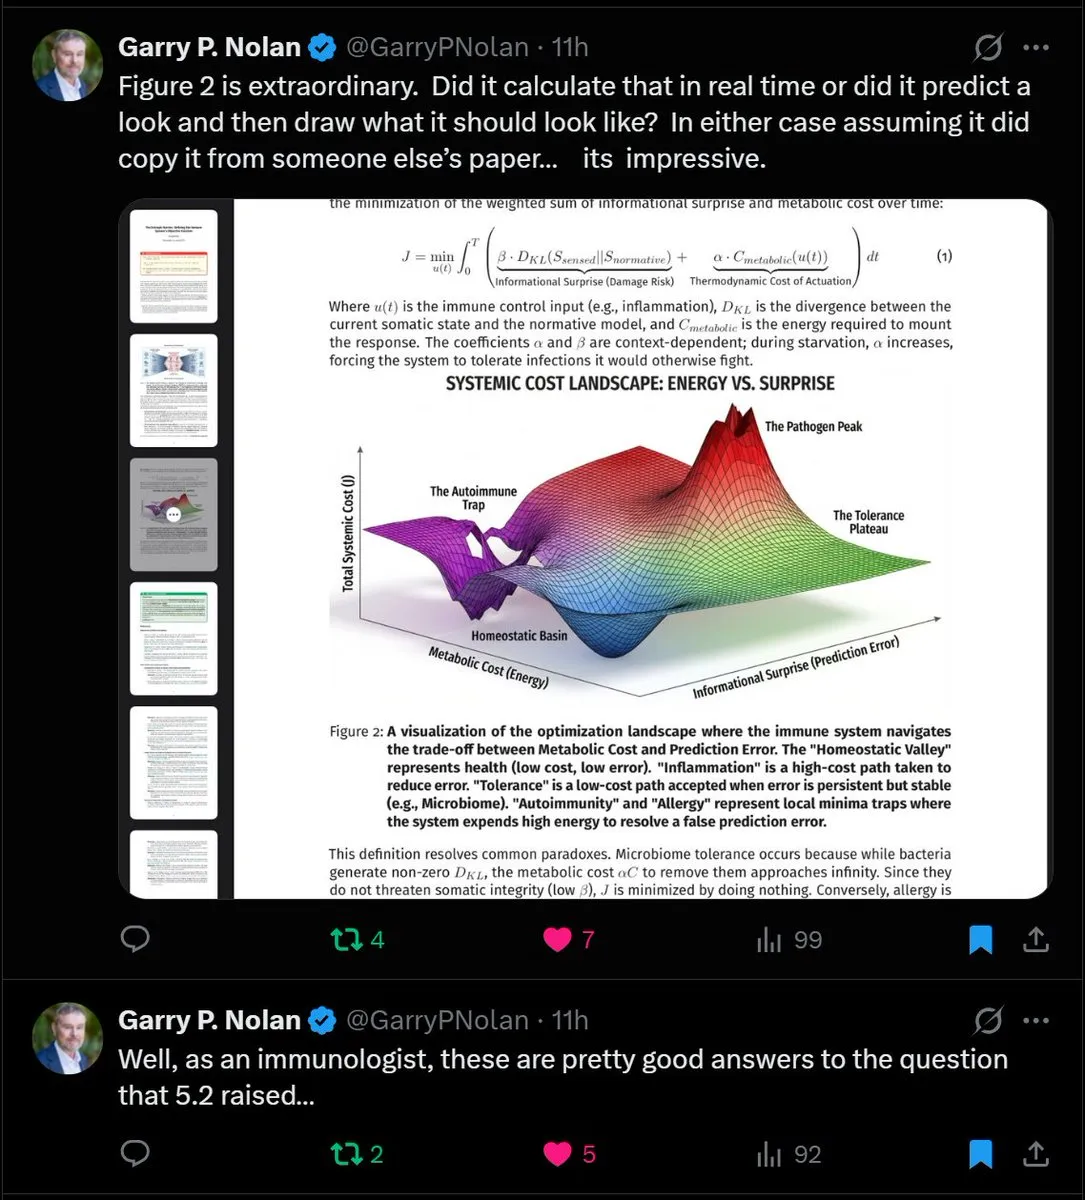 Garry P. Nolan @GarryPNolan · 11h
Figure 2 is extraordinary.  Did it calculate that in real time or did it predict a
look and then draw what it should look like?  In either case assuming it did
copy it from someone else's paper...    its  impressive.
the minimization of the weighted sum of informational surprise and metabolic cost over time:
J = min u(t) ∫₀ᵀ ( β · D_KL(S_sensed||S_normative) + α · C_metabolic(u(t)) ) dt (1)
Informational Surprise (Damage Risk) Thermodynamic Cost of Actuation
Where u(t) is the immune control input (e.g., inflammation), D_KL is the divergence between the
current somatic state and the normative model, and C_metabolic is the energy required to mount
the response. The coefficients α and β are context-dependent; during starvation, α increases,
forcing the system to tolerate infections it would otherwise fight.
SYSTEMIC COST LANDSCAPE: ENERGY VS. SURPRISE
The Pathogen Peak
The Autoimmune
Trap
The Tolerance
Plateau
Total Systemic Cost (J)
Homeostatic Basin
Metabolic Cost (Energy)
Informational Surprise (Prediction Error)
Figure 2: A visualization of the optimization landscape where the immune system navigates
the trade-off between Metabolic Cost and Prediction Error. The "Homeostatic Valley"
represents health (low cost, low error). "Inflammation" is a high-cost path taken to
reduce error. "Tolerance" is a low-cost path accepted when error is persistent but stable
(e.g., Microbiome). "Autoimmunity" and "Allergy" represent local minima traps where
the system expends high energy to resolve a false prediction error.
This definition resolves common paradoxes. Microbiome tolerance occurs because while bacteria
generate non-zero D_KL, the metabolic cost αC to remove them approaches infinity. Since they
do not threaten somatic integrity (low β), J is minimized by doing nothing. Conversely, allergy is
4 7 99
Garry P. Nolan @GarryPNolan · 11h
Well, as an immunologist, these are pretty good answers to the question
that 5.2 raised...
2 5 92